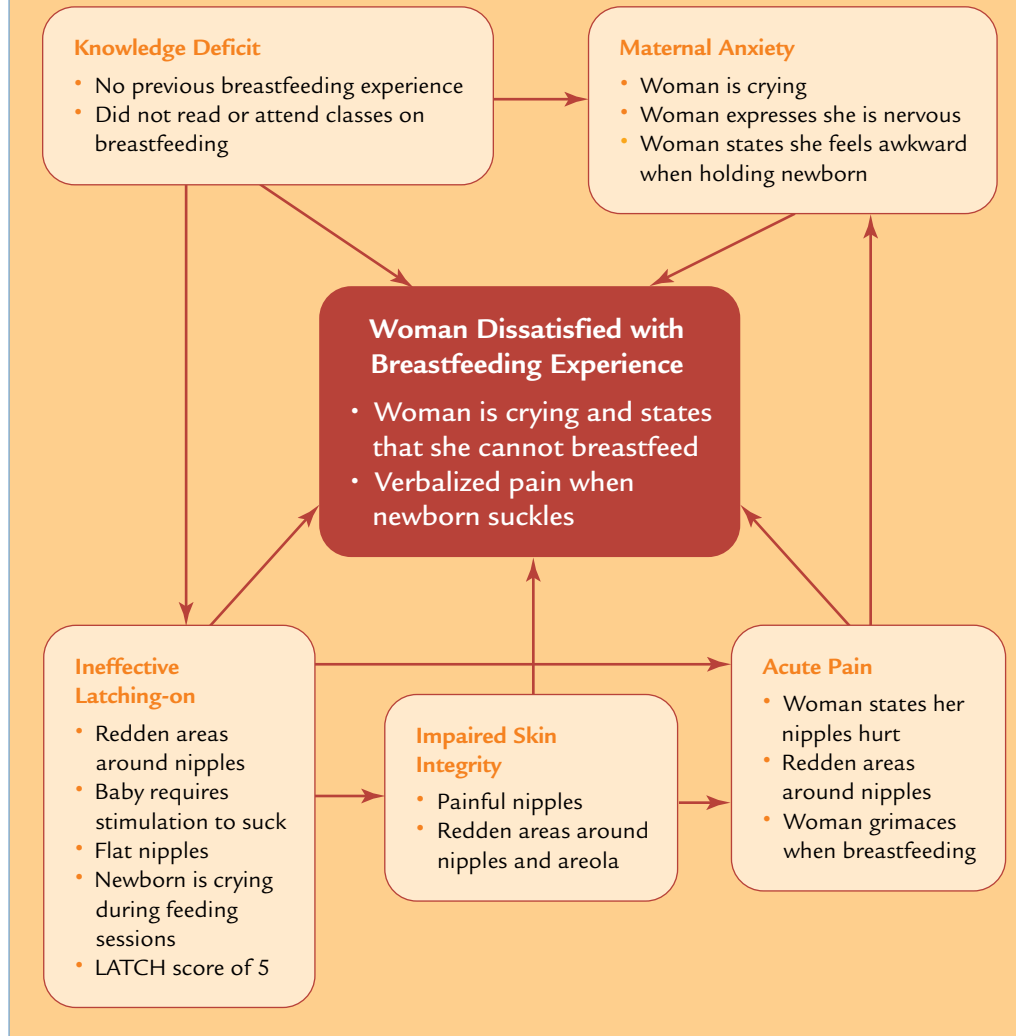 Knowledge Deficit
• No previous breastfeeding experience
• Did not read or attend classes on
breastfeeding
Maternal Anxiety
• Woman is crying
• Woman expresses she is nervous
• Woman states she feels awkward
when holding newborn
Woman Dissatisfied with
Breastfeeding Experience
• Woman is crying and states
that she cannot breastfeed
• Verbalized pain when
newborn suckles
Ineffective
Latching-on
• Redden areas
around nipples
• Baby requires
stimulation to suck
• Flat nipples
• Newborn is crying
during feeding
sessions
• LATCH score of 5
Impaired Skin
Integrity
• Painful nipples
• Redden areas around
nipples and areola
Acute Pain
• Woman states her
nipples hurt
• Redden areas
around nipples
• Woman grimaces
when breastfeeding